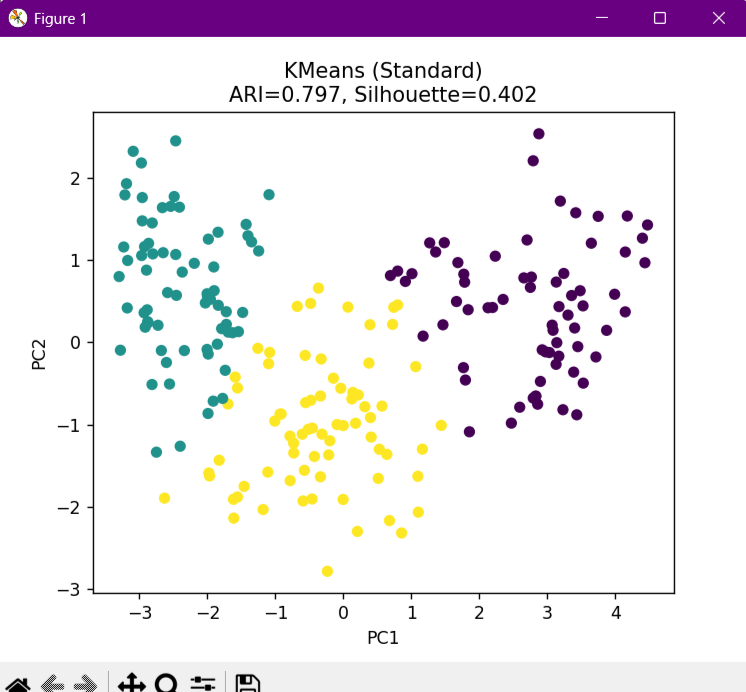 Figure 1
KMeans (Standard)
ARI=0.797, Silhouette=0.402
PC2
2
1
0
−1
−2
−3
−3 −2 −1 0 1 2 3 4
PC1